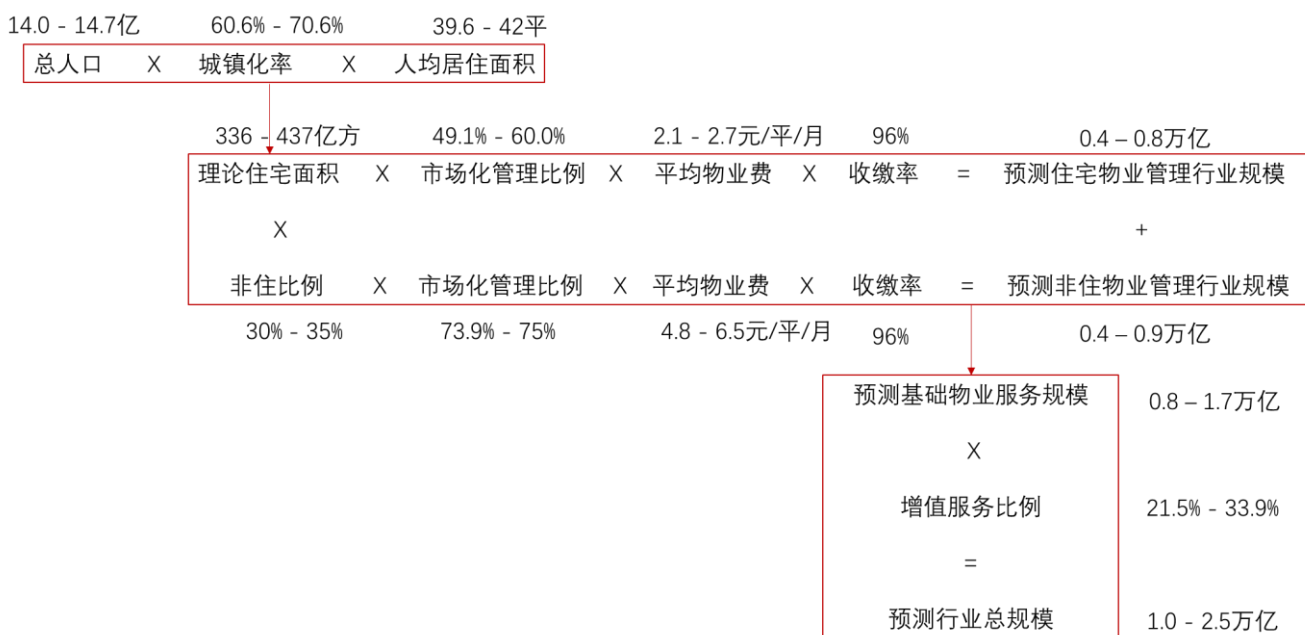 14.0 - 14.7亿 60.6% - 70.6% 39.6 - 42平
总人口 X 城镇化率 X 人均居住面积
336 - 437亿方 49.1% - 60.0% 2.1 - 2.7元/平/月 96% 0.4 – 0.8万亿
理论住宅面积 X 市场化管理比例 X 平均物业费 X 收缴率 = 预测住宅物业管理行业规模
X +
非住比例 X 市场化管理比例 X 平均物业费 X 收缴率 = 预测非住物业管理行业规模
30% - 35% 73.9% - 75% 4.8 - 6.5元/平/月 96% 0.4 – 0.9万亿
预测基础物业服务规模 0.8 – 1.7万亿
X
增值服务比例 21.5% - 33.9%
=
预测行业总规模 1.0 - 2.5万亿